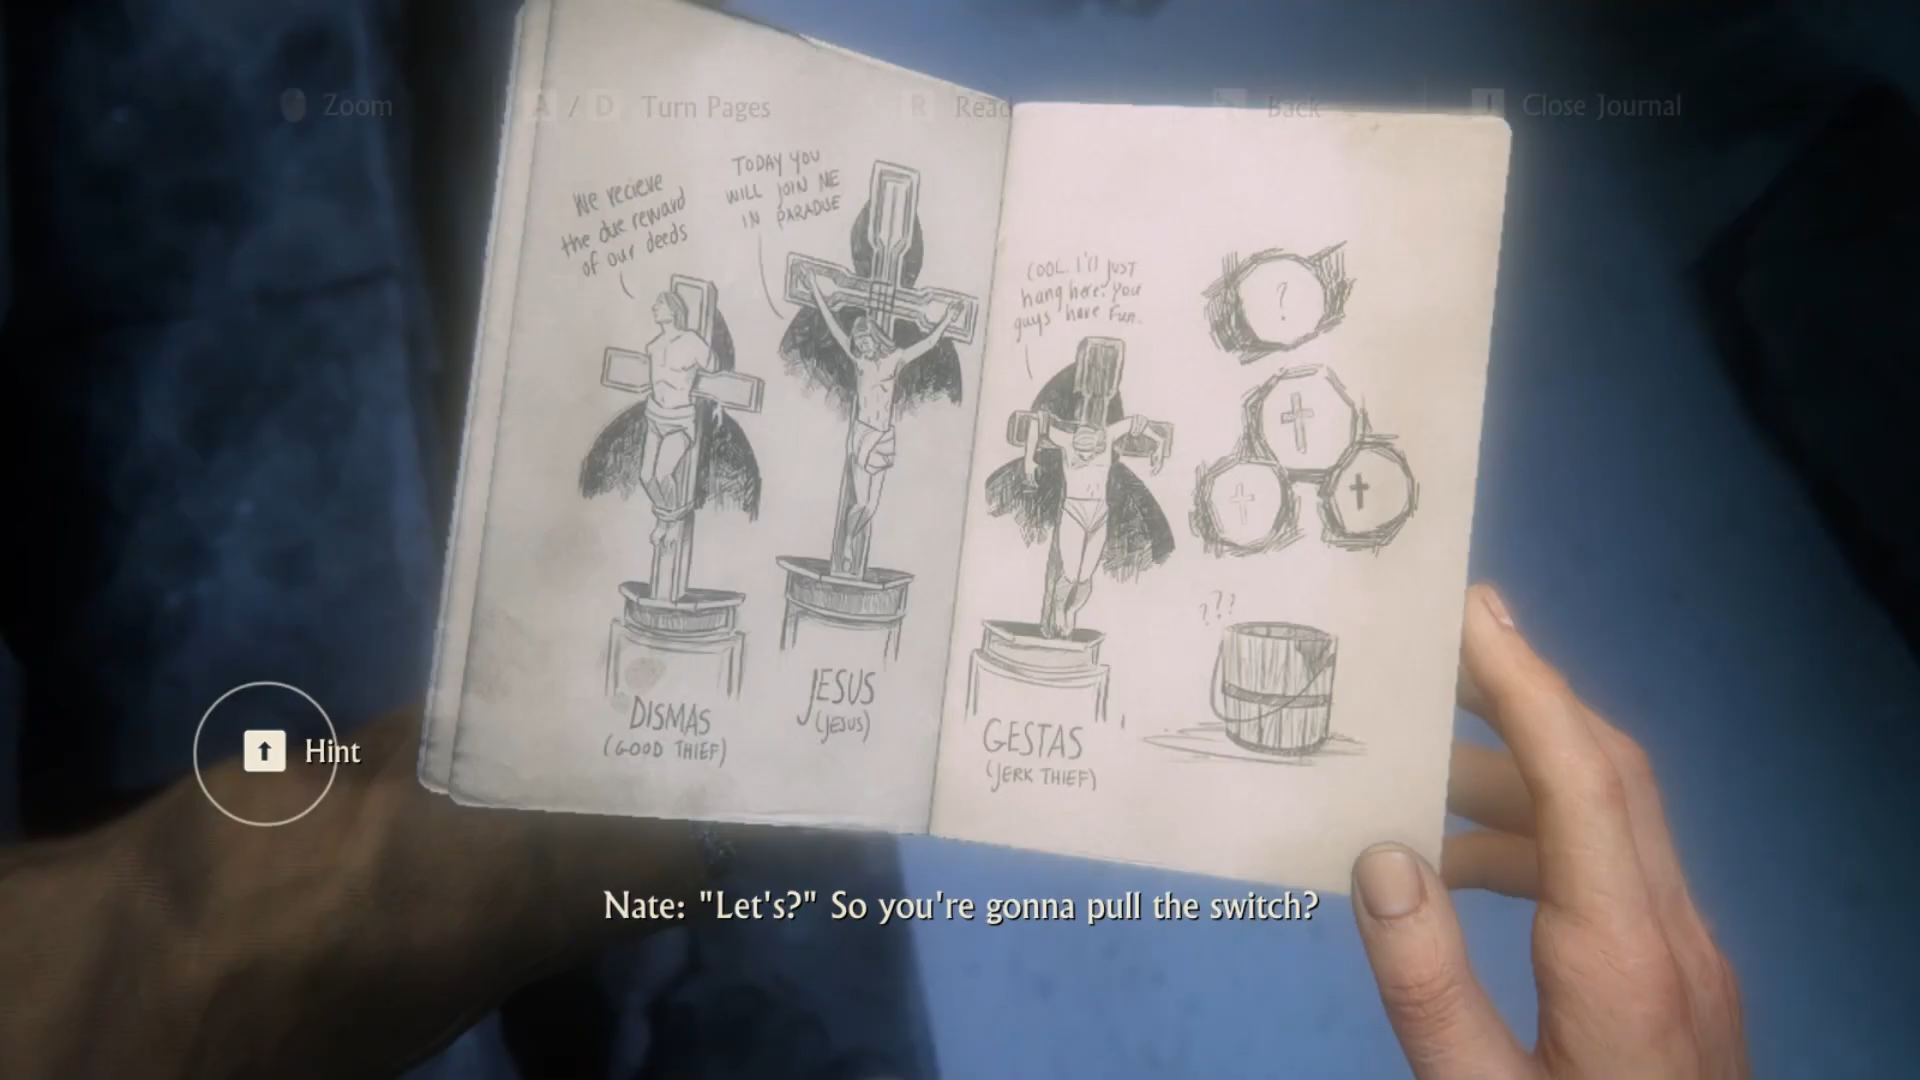 Zoom
A / D Turn Pages
R Read
Back
J Close Journal
We recieve
the due reward
of our deeds
TODAY YOU
WILL JOIN ME
IN PARADISE
COOL. I'll JUST
hang here. You
guys have Fun.
?
???
DISMAS
(GOOD THIEF)
JESUS
(JESUS)
GESTAS
(JERK THIEF)
Hint
Nate: "Let's?" So you're gonna pull the switch?